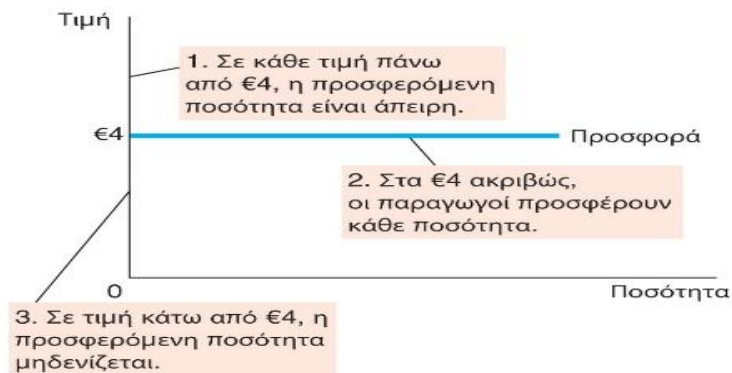 Τιμή
1. Σε κάθε τιμή πάνω
από €4, η προσφερόμενη
ποσότητα είναι άπειρη.
€4
Προσφορά
2. Στα €4 ακριβώς,
οι παραγωγοί προσφέρουν
κάθε ποσότητα.
0
Ποσότητα
3. Σε τιμή κάτω από €4, η
προσφερόμενη ποσότητα
μηδενίζεται.